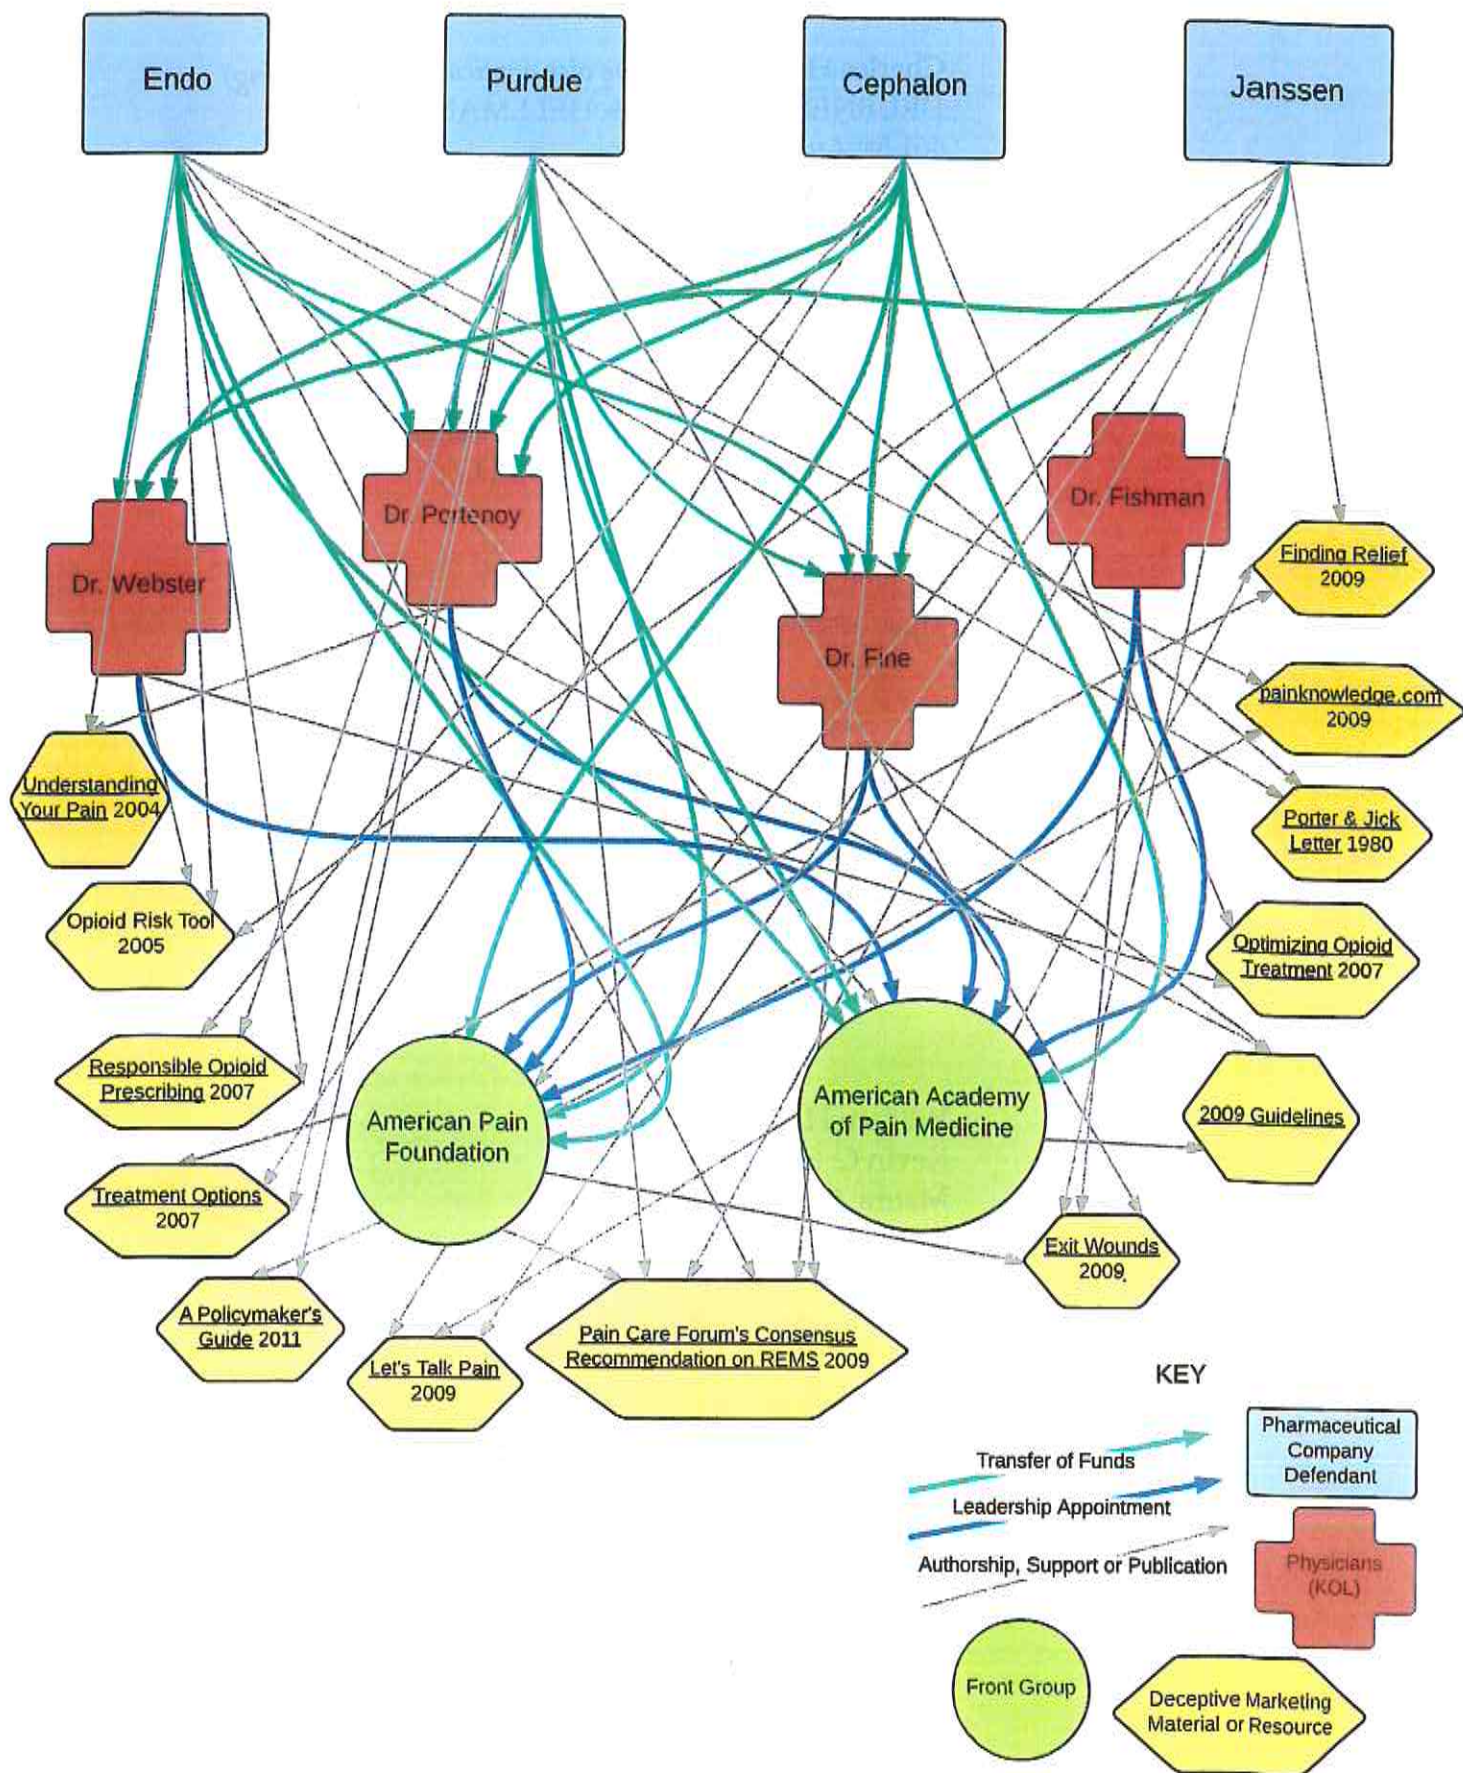 Endo
Purdue
Cephalon
Janssen
Dr. Portenoy
Dr. Fishman
Dr. Webster
Dr. Fine
Finding Relief
2009
painknowledge.com
2009
Understanding
Your Pain 2004
Porter & Jick
Letter 1980
Opioid Risk Tool
2005
Optimizing Opioid
Treatment 2007
Responsible Opioid
Prescribing 2007
American Pain
Foundation
American Academy
of Pain Medicine
2009 Guidelines
Treatment Options
2007
Exit Wounds
2009
A Policymaker's
Guide 2011
Let's Talk Pain
2009
Pain Care Forum's Consensus
Recommendation on REMS 2009
KEY
Transfer of Funds
Leadership Appointment
Authorship, Support or Publication
Pharmaceutical
Company
Defendant
Physicians
(KOL)
Front Group
Deceptive Marketing
Material or Resource